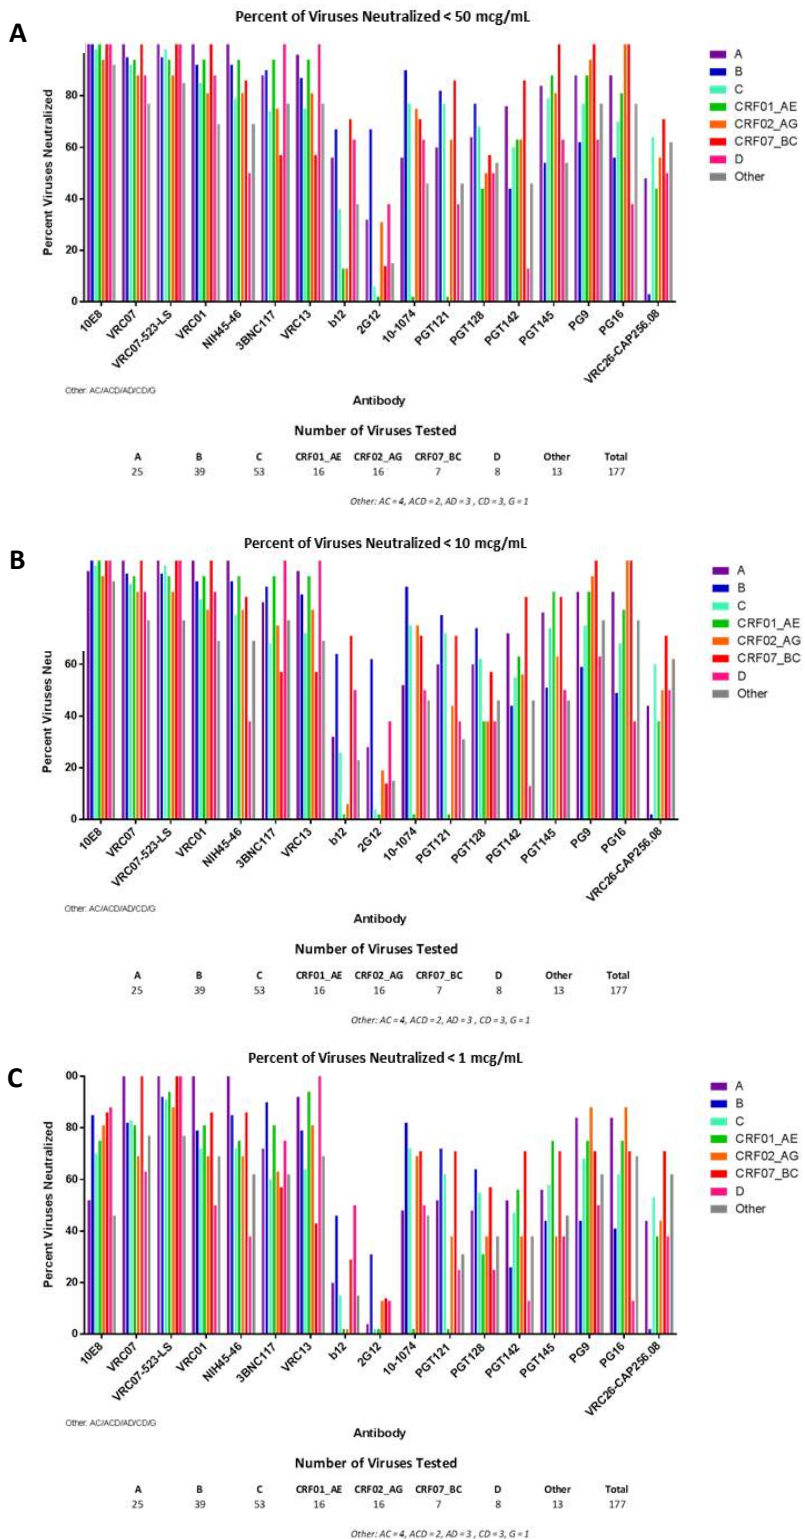 A
Percent of Viruses Neutralized < 50 mcg/mL
Percent Viruses Neutralized
80
60
40
20
0
A
B
C
CRF01_AE
CRF02_AG
CRF07_BC
D
Other
10E8
VRC07
VRC07-523-LS
VRC01
NIH45-46
3BNC117
VRC13
b12
2G12
10-1074
PGT121
PGT128
PGT142
PGT145
PG9
PG16
VRC26-CAP256.08
Other: AC/ACD/AD/CD/G
Antibody
Number of Viruses Tested
A B C CRF01_AE CRF02_AG CRF07_BC D Other Total
25 39 53 16 16 7 8 13 177
Other: AC = 4, ACD = 2, AD = 3 , CD = 3, G = 1
B
Percent of Viruses Neutralized < 10 mcg/mL
Percent Viruses Neu
60
40
20
0
A
B
C
CRF01_AE
CRF02_AG
CRF07_BC
D
Other
10E8
VRC07
VRC07-523-LS
VRC01
NIH45-46
3BNC117
VRC13
b12
2G12
10-1074
PGT121
PGT128
PGT142
PGT145
PG9
PG16
VRC26-CAP256.08
Other: AC/ACD/AD/CD/G
Antibody
Number of Viruses Tested
A B C CRF01_AE CRF02_AG CRF07_BC D Other Total
25 39 53 16 16 7 8 13 177
Other: AC = 4, ACD = 2, AD = 3 , CD = 3, G = 1
C
Percent of Viruses Neutralized < 1 mcg/mL
Percent Viruses Neutralized
00
80
60
40
20
0
A
B
C
CRF01_AE
CRF02_AG
CRF07_BC
D
Other
10E8
VRC07
VRC07-523-LS
VRC01
NIH45-46
3BNC117
VRC13
b12
2G12
10-1074
PGT121
PGT128
PGT142
PGT145
PG9
PG16
VRC26-CAP256.08
Other: AC/ACD/AD/CD/G
Antibody
Number of Viruses Tested
A B C CRF01_AE CRF02_AG CRF07_BC D Other Total
25 39 53 16 16 7 8 13 177
Other: AC = 4, ACD = 2, AD = 3 , CD = 3, G = 1